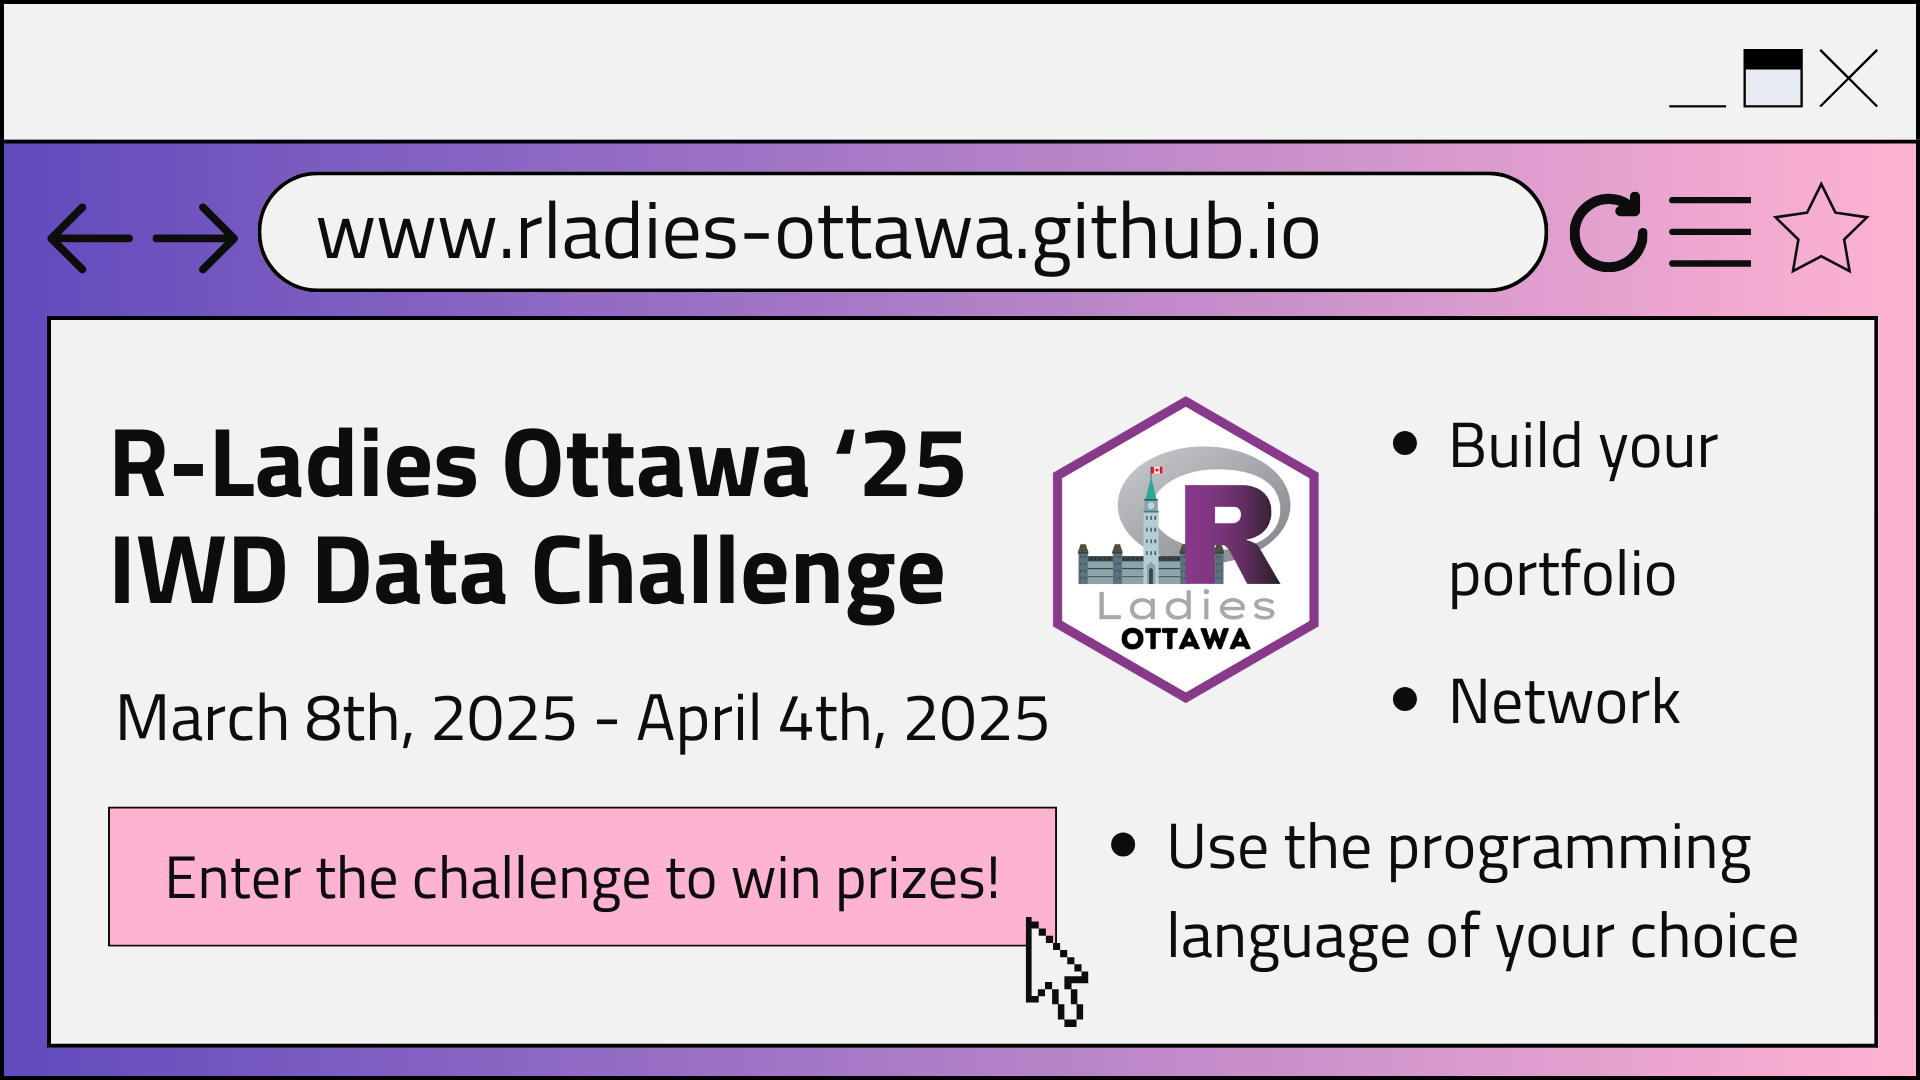 www.rladies-ottawa.github.io
R-Ladies Ottawa ‘25
IWD Data Challenge
March 8th, 2025 - April 4th, 2025
Enter the challenge to win prizes!
R
Ladies
OTTAWA
• Build your
portfolio
• Network
• Use the programming
language of your choice